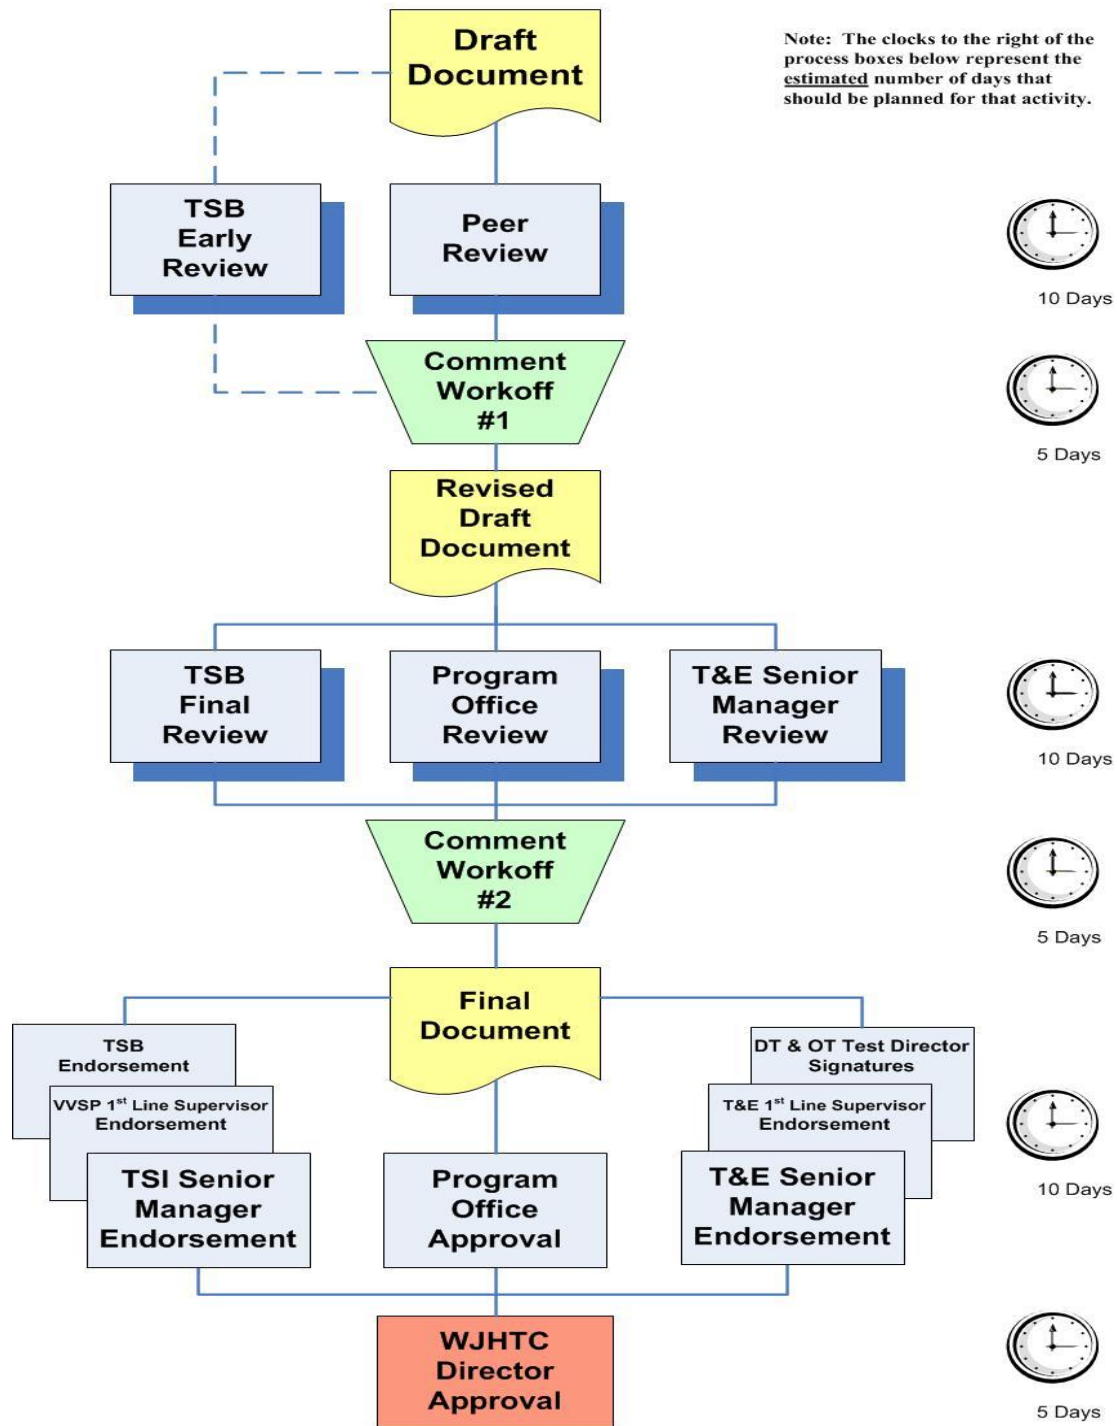 Draft
Document
Note: The clocks to the right of the
process boxes below represent the
estimated number of days that
should be planned for that activity.
TSB
Early
Review
Peer
Review
10 Days
Comment
Workoff
#1
5 Days
Revised
Draft
Document
TSB
Final
Review
Program
Office
Review
T&E Senior
Manager
Review
10 Days
Comment
Workoff
#2
5 Days
Final
Document
TSB
Endorsement
VVSP 1st Line Supervisor
Endorsement
TSI Senior
Manager
Endorsement
Program
Office
Approval
DT & OT Test Director
Signatures
T&E 1st Line Supervisor
Endorsement
T&E Senior
Manager
Endorsement
10 Days
WJHTC
Director
Approval
5 Days